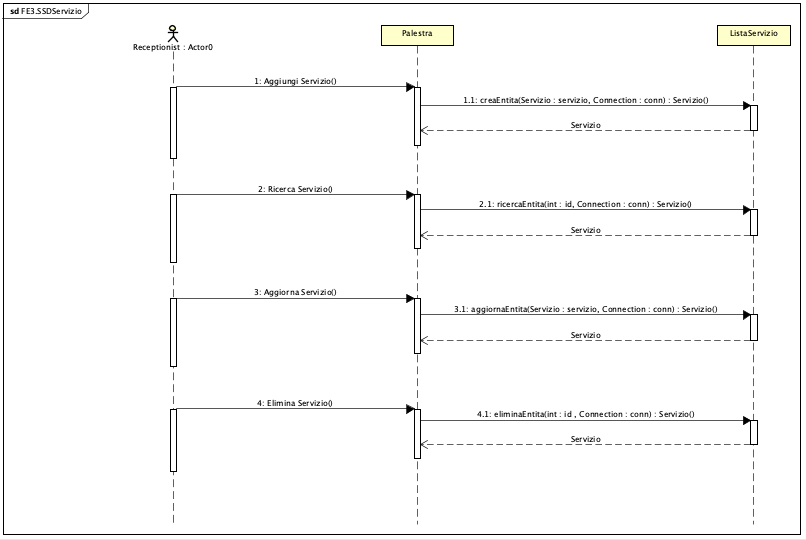 sd FE3.SSDServizio
Receptionist : Actor0
Palestra
ListaServizio
1: Aggiungi Servizio()
1.1: creaEntita(Servizio : servizio, Connection : conn) : Servizio()
Servizio
2: Ricerca Servizio()
2.1: ricercaEntita(int : id, Connection : conn) : Servizio()
Servizio
3: Aggiorna Servizio()
3.1: aggiornaEntita(Servizio : servizio, Connection : conn) : Servizio()
Servizio
4: Elimina Servizio()
4.1: eliminaEntita(int : id , Connection : conn) : Servizio()
Servizio